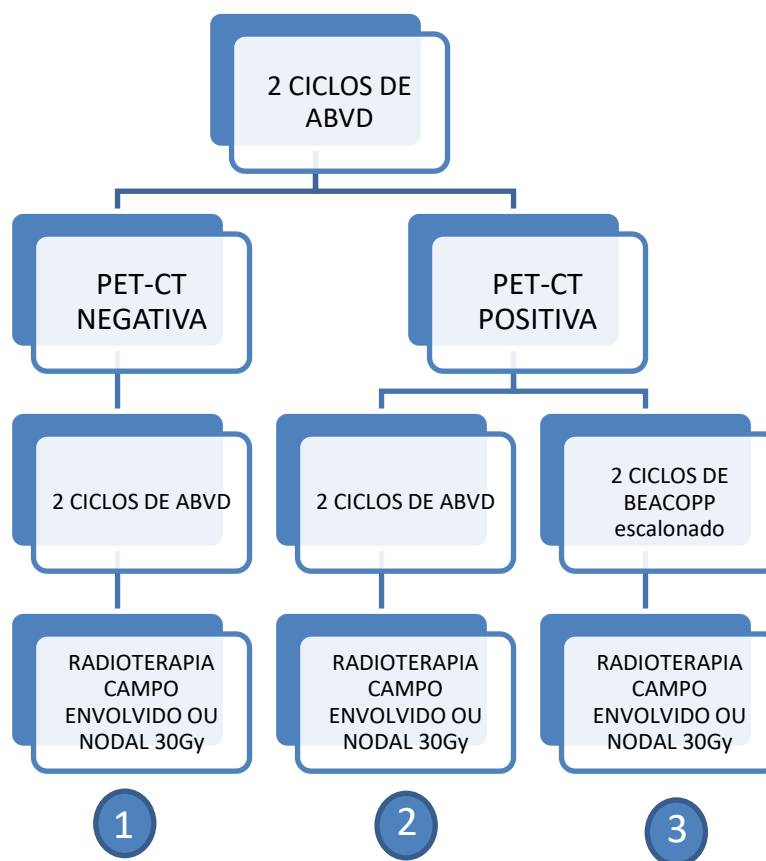 2 CICLOS DE
ABVD
PET-CT
NEGATIVA
PET-CT
POSITIVA
2 CICLOS DE ABVD
2 CICLOS DE ABVD
2 CICLOS DE
BEACOPP
escalonado
RADIOTERAPIA
CAMPO
ENVOLVIDO OU
NODAL 30Gy
RADIOTERAPIA
CAMPO
ENVOLVIDO OU
NODAL 30Gy
RADIOTERAPIA
CAMPO
ENVOLVIDO OU
NODAL 30Gy
1
2
3